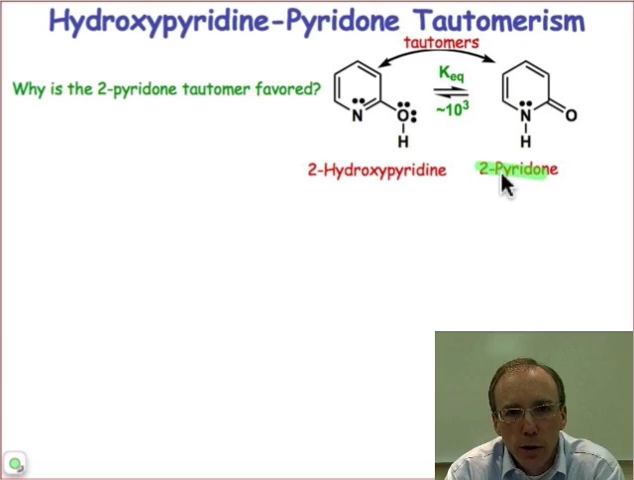 Hydroxypyridine-Pyridone Tautomerism
tautomers
Why is the 2-pyridone tautomer favored?
Keq
~10³
N
O
H
N
H
O
2-Hydroxypyridine
2-Pyridone